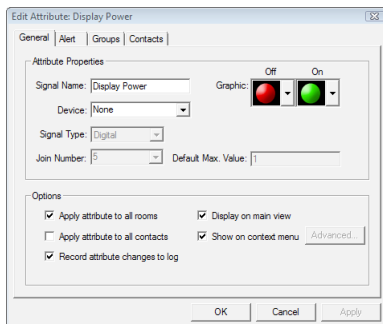 Edit Attribute: Display Power
General Alert Groups Contacts
Attribute Properties
Off On
Signal Name: Display Power Graphic:
Device: None
Signal Type: Digital
Join Number: 5 Default Max. Value: 1
Options
Apply attribute to all rooms Display on main view
Apply attribute to all contacts Show on context menu Advanced...
Record attribute changes to log
OK Cancel Apply